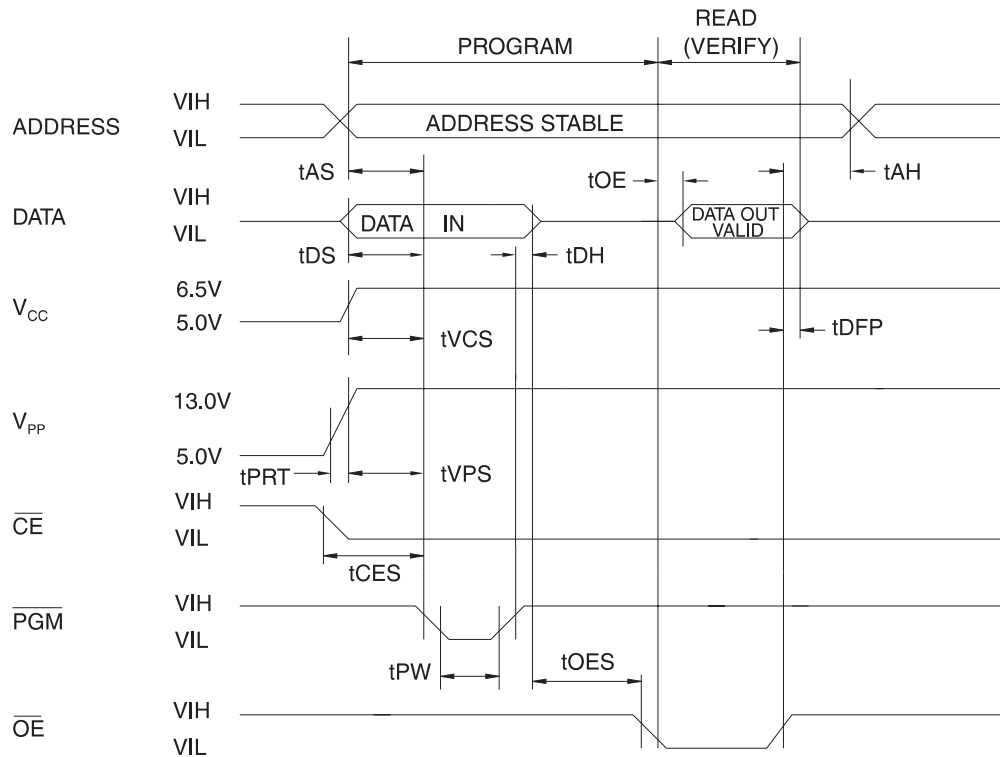 READ
PROGRAM (VERIFY)
ADDRESS VIH
VIL ADDRESS STABLE
tAS tOE tAH
DATA VIH
VIL DATA IN DATA OUT
VALID
tDS tDH
VCC 6.5V
5.0V
tVCS tDFP
VPP 13.0V
5.0V
tPRT tVPS
CE VIH
VIL
tCES
PGM VIH
VIL
tPW tOES
OE VIH
VIL